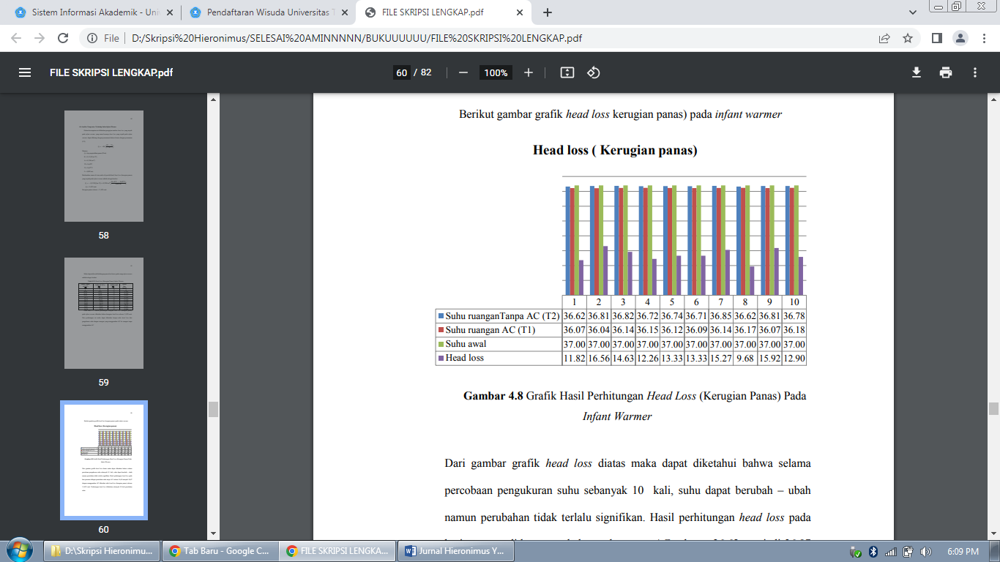 Sistem Informasi Akademik - Uni
Pendaftaran Wisuda Universitas T
FILE SKRIPSI LENGKAP.pdf
File
D:/Skripsi%20Hieronimus/SELESAI%20AMINNNNN/BUKUUUUUU/FILE%20SKRIPSI%20LENGKAP.pdf
FILE SKRIPSI LENGKAP.pdf
60 / 82
100%
58
59
60
Berikut gambar grafik head loss kerugian panas) pada infant warmer
Head loss ( Kerugian panas)
1 2 3 4 5 6 7 8 9 10
Suhu ruanganTanpa AC (T2) 36.62 36.81 36.82 36.72 36.74 36.71 36.85 36.62 36.81 36.78
Suhu ruangan AC (T1) 36.07 36.04 36.14 36.15 36.12 36.09 36.14 36.17 36.07 36.18
Suhu awal 37.00 37.00 37.00 37.00 37.00 37.00 37.00 37.00 37.00 37.00
Head loss 11.82 16.56 14.63 12.26 13.33 13.33 15.27 9.68 15.92 12.90
Gambar 4.8 Grafik Hasil Perhitungan Head Loss (Kerugian Panas) Pada
Infant Warmer
Dari gambar grafik head loss diatas maka dapat diketahui bahwa selama
percobaan pengukuran suhu sebanyak 10 kali, suhu dapat berubah – ubah
namun perubahan tidak terlalu signifikan. Hasil perhitungan head loss pada
D:\Skripsi Hieronimu...
Tab Baru - Google C...
FILE SKRIPSI LENGKA...
Jurnal Hieronimus Y...
6:09 PM